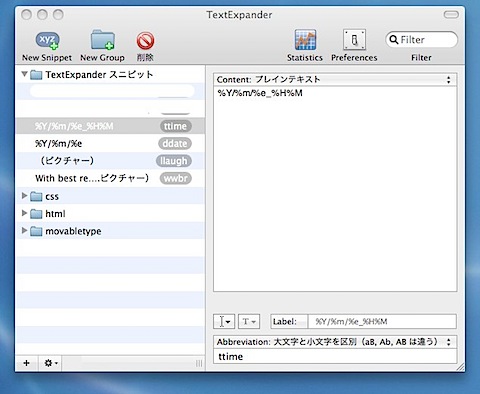 TextExpander
New Snippet
New Group
削除
Statistics
Preferences
Filter
Filter
TextExpander スニペット
%Y/%m/%e_%H%M ttime
%Y/%m/%e ddate
（ピクチャー） llaugh
With best re....ピクチャー） wwbr
css
html
movabletype
Content: プレインテキスト
%Y/%m/%e_%H%M
Label: %Y/%m/%e_%H%M
Abbreviation: 大文字と小文字を区別（aB, Ab, AB は違う）
ttime